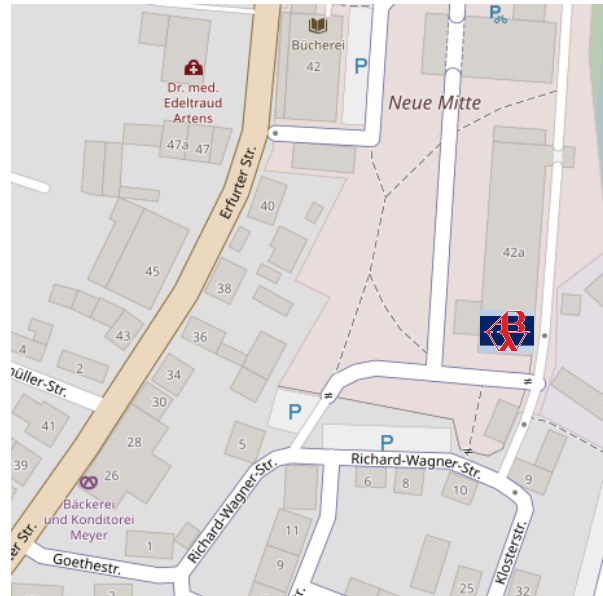 Bücherei
42
P
P
Dr. med.
Edeltraud
Artens
Neue Mitte
47a
47
Erfurter Str.
40
42a
45
38
43
36
4
2
34
müller-Str.
30
P
41
28
5
P
39
26
Richard-Wagner-Str.
Richard-Wagner-Str.
6
8
10
9
Bäckerei
und Konditorei
Meyer
11
1
9
Goethestr.
Klosterstr.
25
32